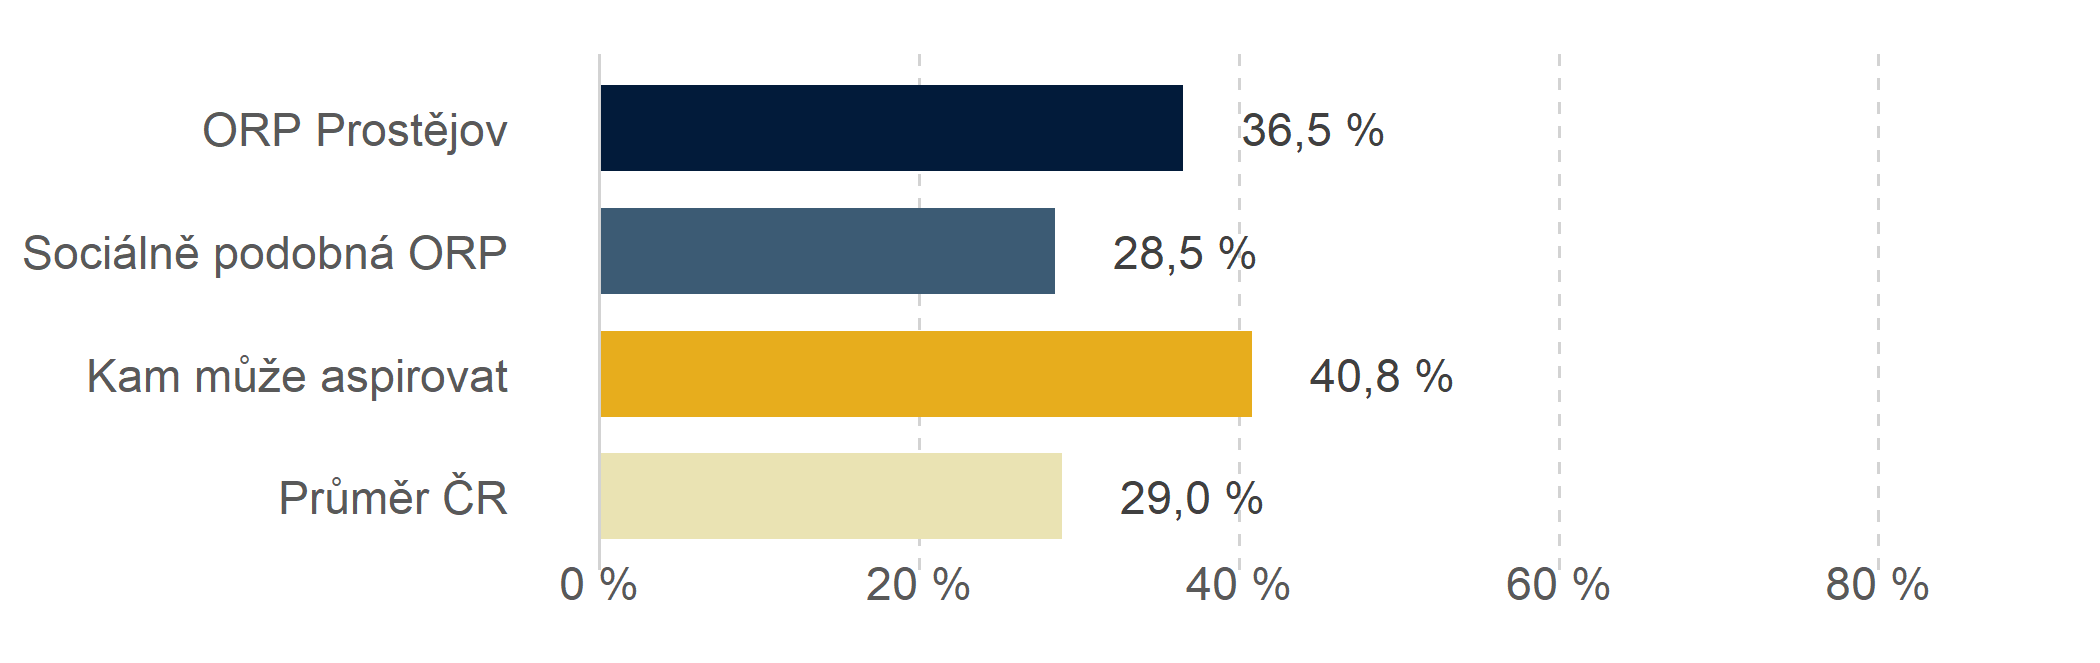 ORP Prostějov
36,5 %
Sociálně podobná ORP
28,5 %
Kam může aspirovat
40,8 %
Průměr ČR
29,0 %
0 % 20 % 40 % 60 % 80 %